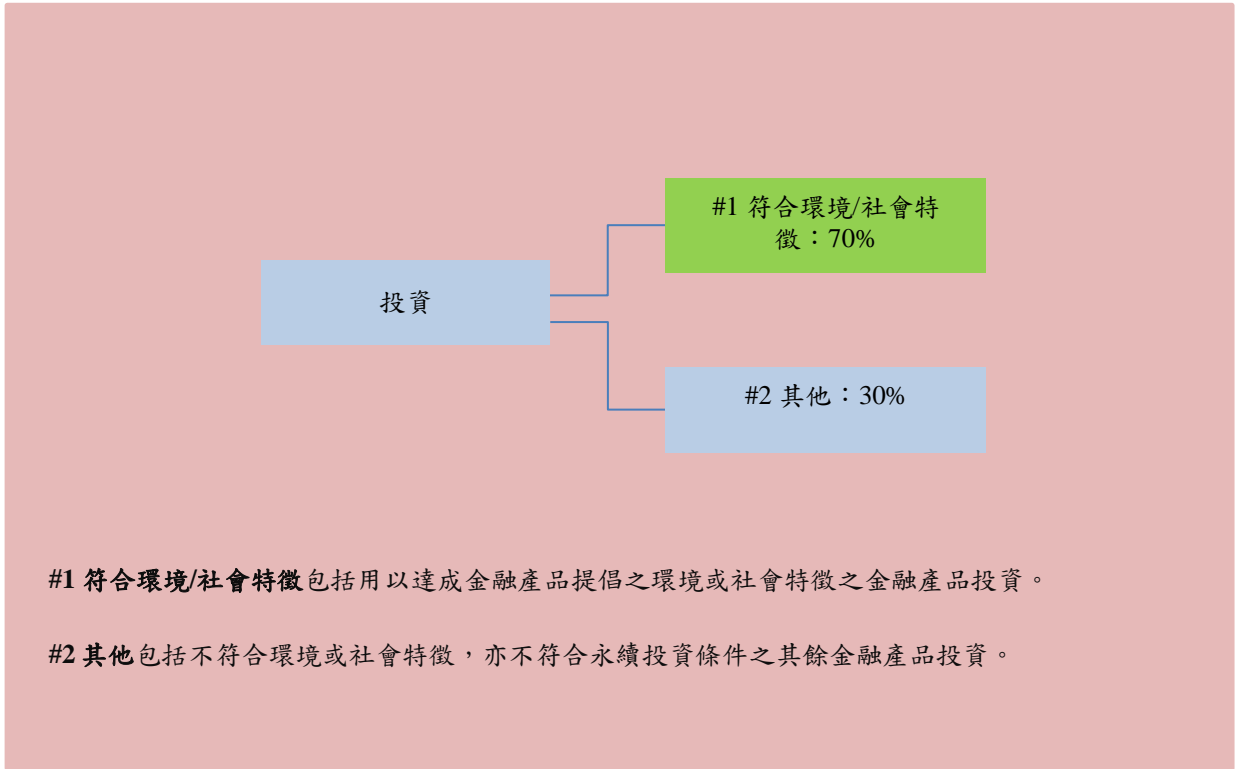 #1 符合環境/社會特
徵：70%
投資
#2 其他：30%
#1 符合環境/社會特徵包括用以達成金融產品提倡之環境或社會特徵之金融產品投資。
#2 其他包括不符合環境或社會特徵，亦不符合永續投資條件之其餘金融產品投資。